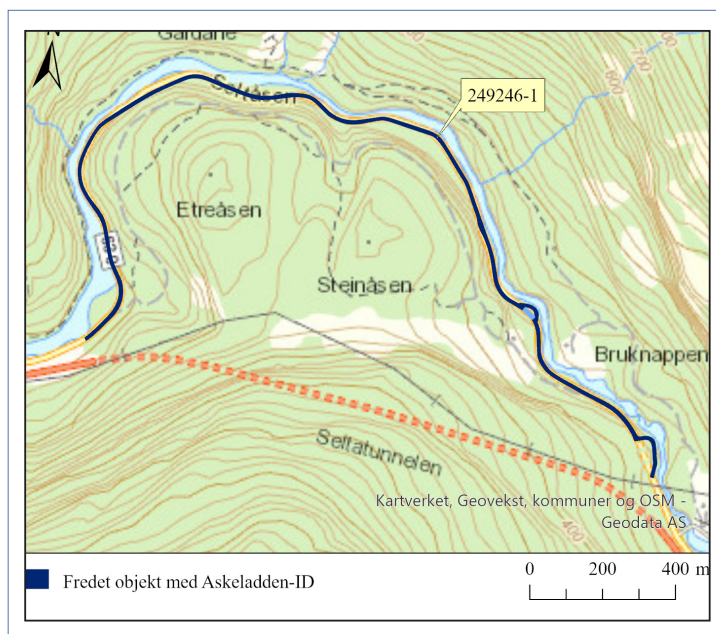 N
249246-1
700
600
Etreåsen
Steinåsen
Bruknappen
Seltatunnelen
Kartverket, Geovekst, kommuner og OSM -
Geodata AS
400
Fredet objekt med Askeladden-ID
0 200 400 m